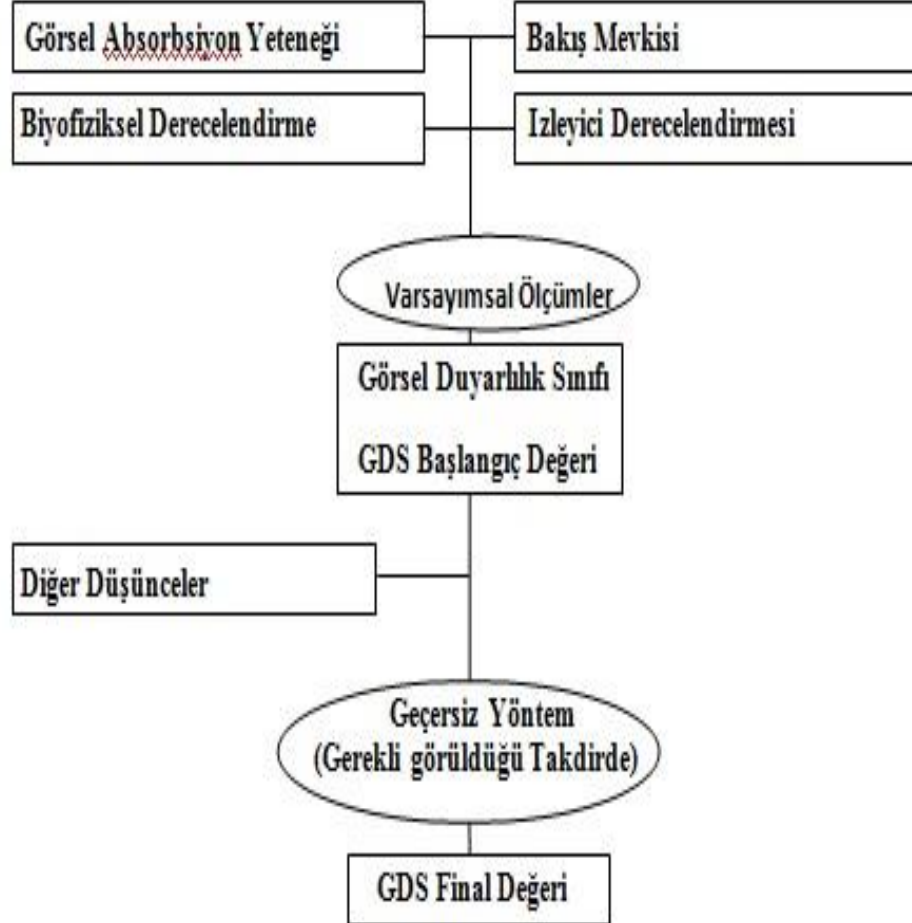 Görsel Absorbsiyon Yeteneği
Bakış Mevkisi
Biyofiziksel Derecelendirme
Izleyici Derecelendirmesi
Varsayımsal Ölçümler
Görsel Duyarlılık Sınıfı
GDS Başlangıç Değeri
Diğer Düşünceler
Geçersiz Yöntem
(Gerekli görüldüğü Takdirde)
GDS Final Değeri